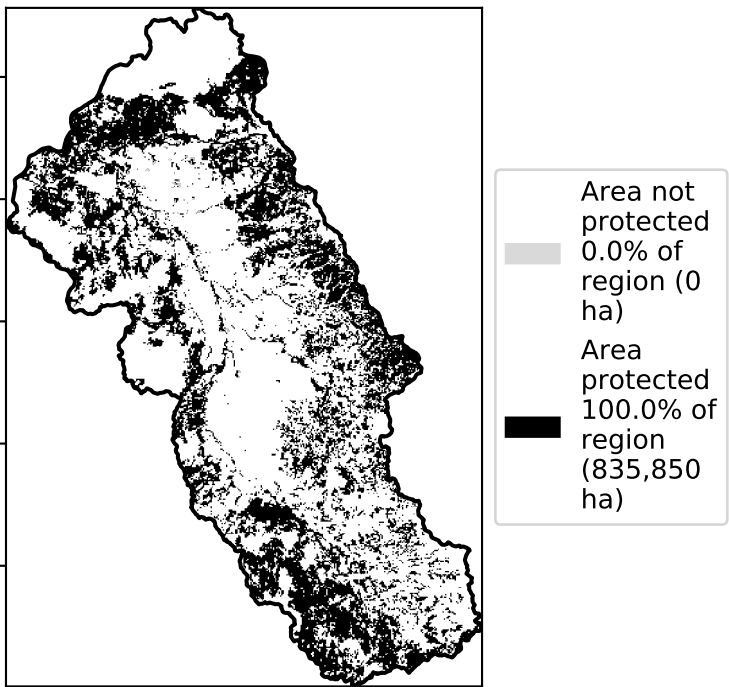 Area not
protected
0.0% of
region (0
ha)
Area
protected
100.0% of
region
(835,850
ha)